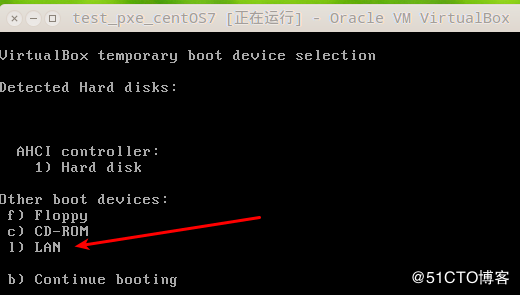 test_pxe_centOS7 [正在运行] - Oracle VM VirtualBox
VirtualBox temporary boot device selection
Detected Hard disks:
AHCI controller:
1) Hard disk
Other boot devices:
f) Floppy
c) CD-ROM
l) LAN
b) Continue booting
@51CTO博客